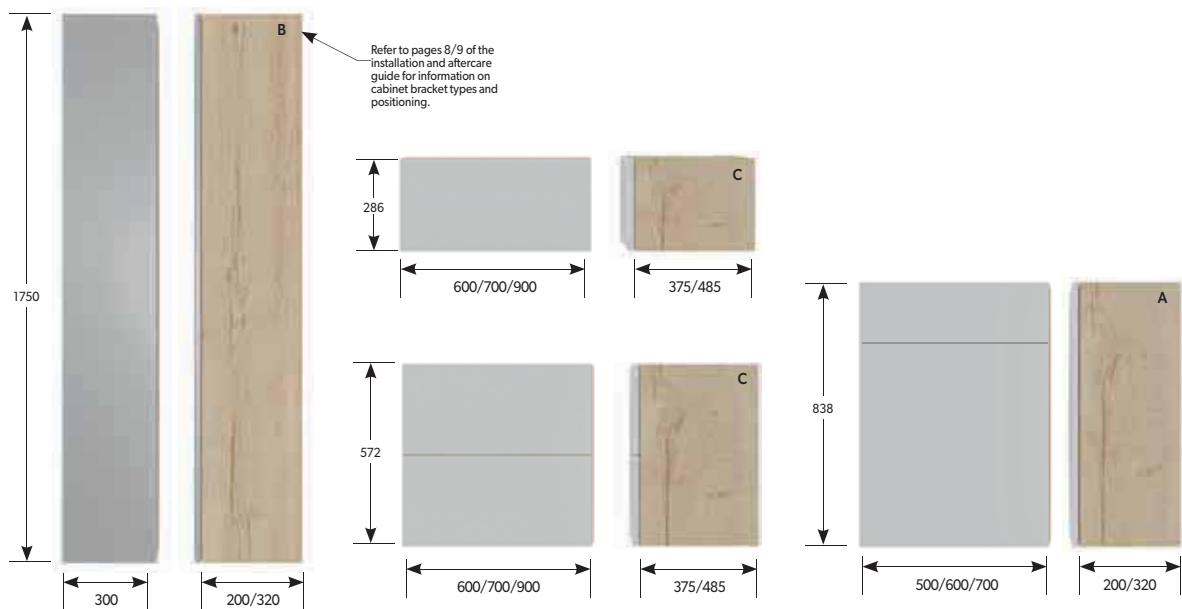 B
Refer to pages 8/9 of the
installation and aftercare
guide for information on
cabinet bracket types and
positioning.
1750
300
200/320
286
C
600/700/900
375/485
572
C
600/700/900
375/485
838
A
500/600/700
200/320